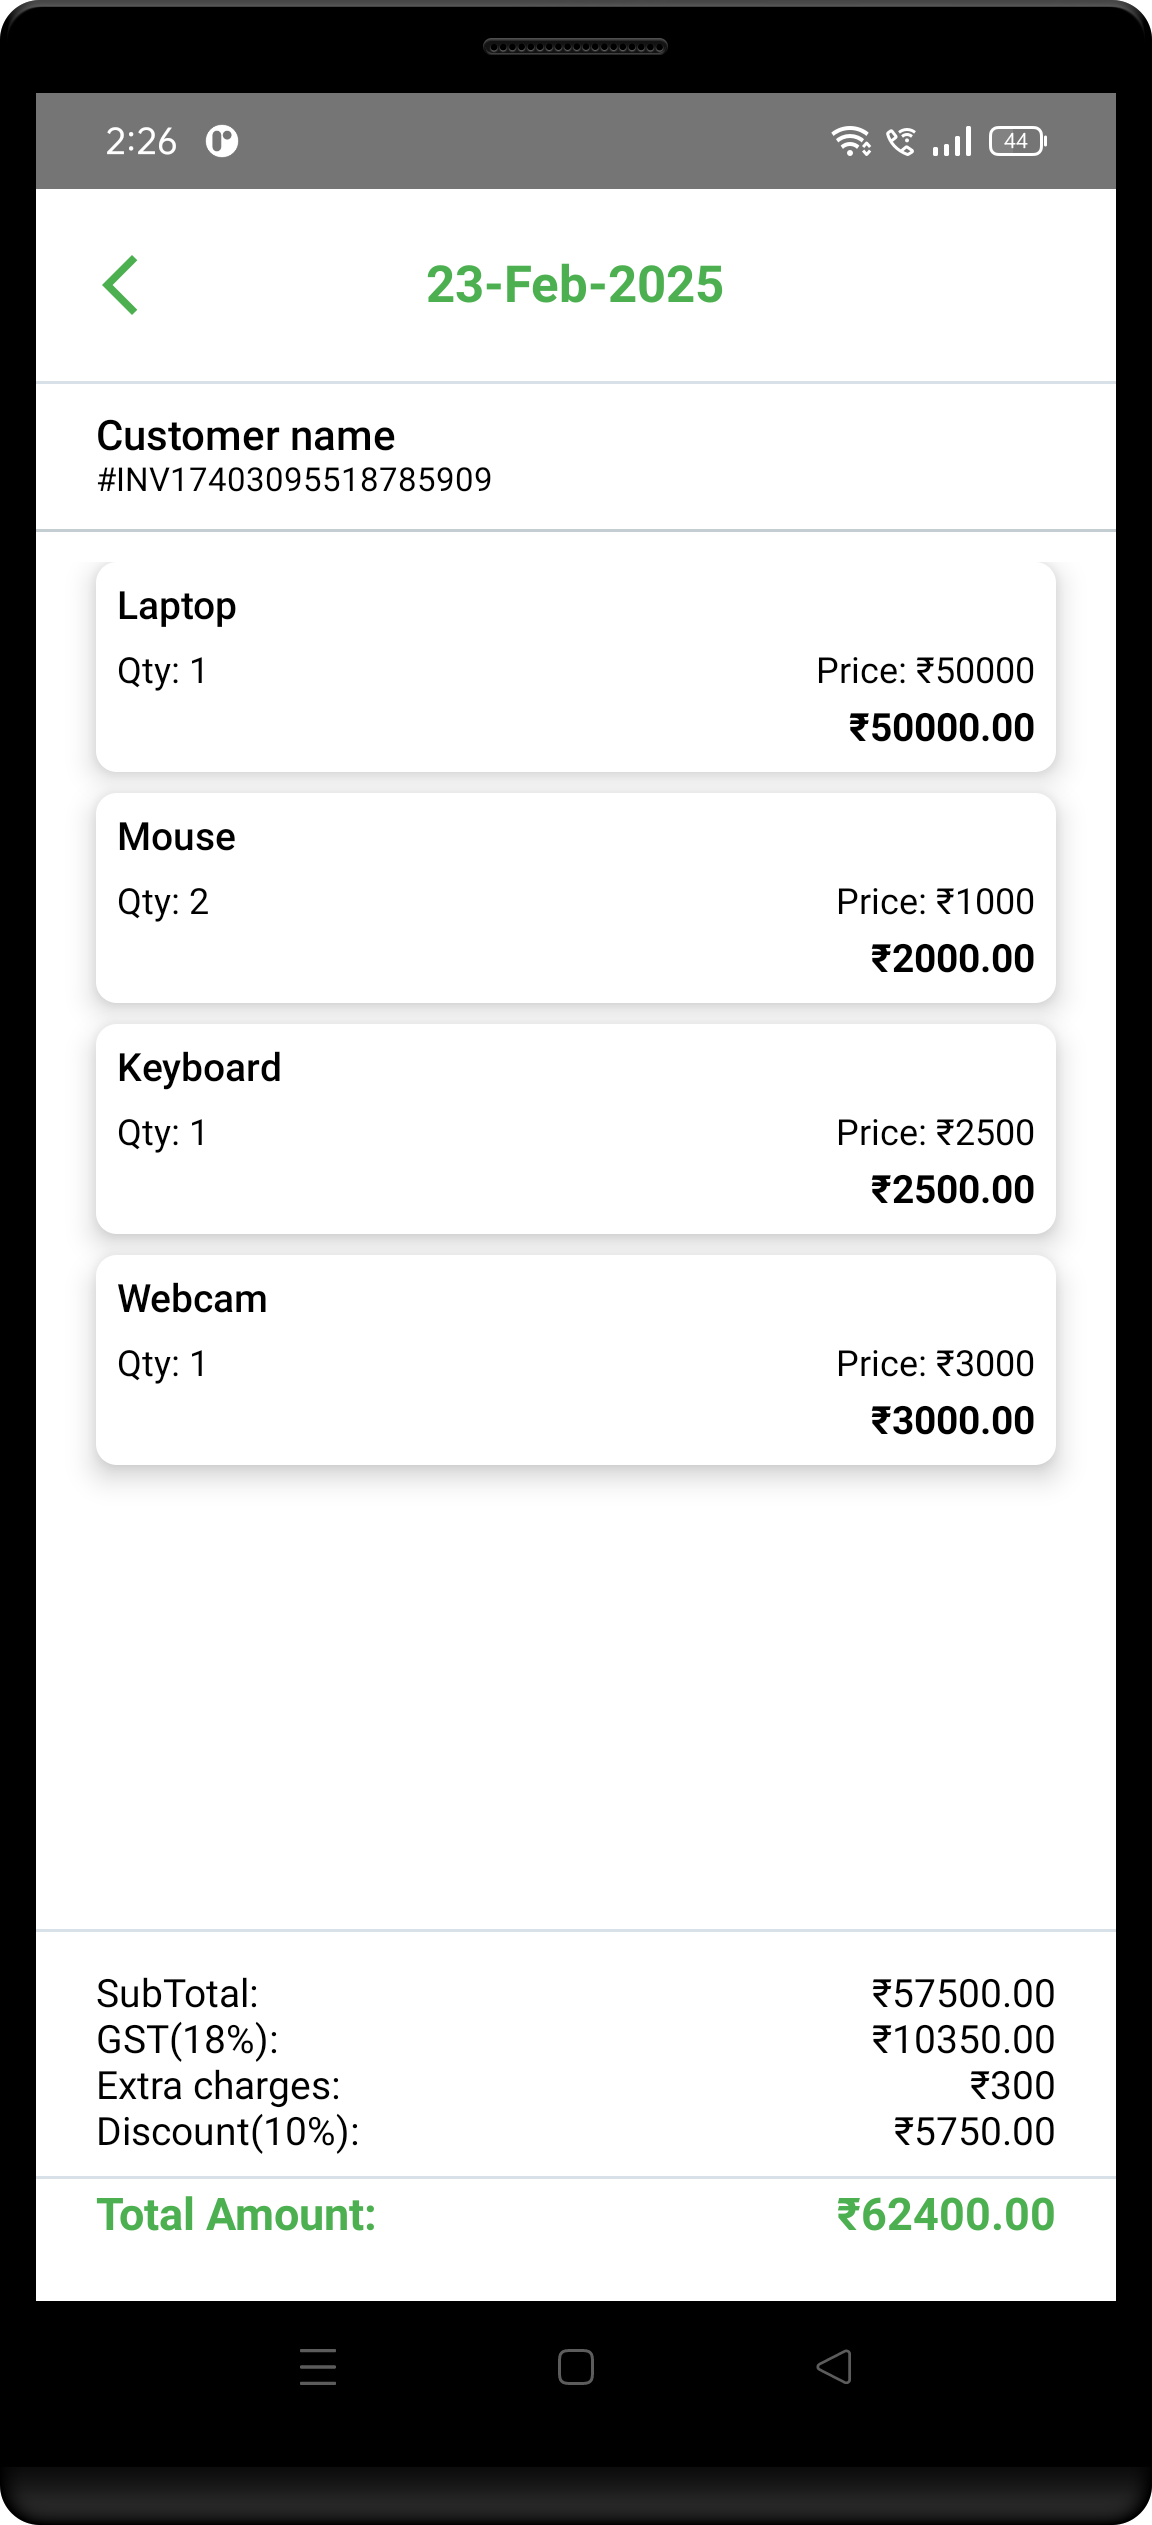 2:26
44
23-Feb-2025
Customer name
#INV17403095518785909
Laptop
Qty: 1 Price: ₹50000
₹50000.00
Mouse
Qty: 2 Price: ₹1000
₹2000.00
Keyboard
Qty: 1 Price: ₹2500
₹2500.00
Webcam
Qty: 1 Price: ₹3000
₹3000.00
SubTotal: ₹57500.00
GST(18%): ₹10350.00
Extra charges: ₹300
Discount(10%): ₹5750.00
Total Amount: ₹62400.00